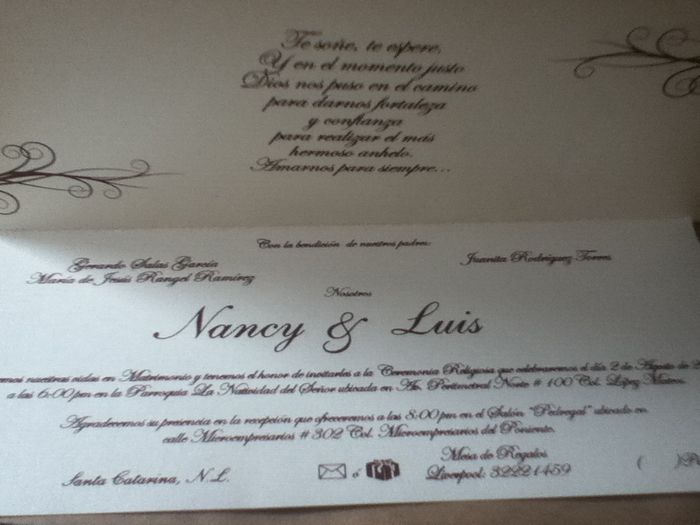 Te soñe, te espere,
Y en el momento justo
Dios nos puso en el camino
para darnos fortaleza
y confianza
para realizar el más
hermoso anhelo.
Amarnos para siempre...
Con la bendición de nuestros padres:
Gerardo Salas García
María de Jesús Rangel Ramírez
Juanita Rodríguez Torres
Nosotros
Nancy & Luis
nuestras vidas en Matrimonio y tenemos el honor de invitarles a la Ceremonia Religiosa que celebraremos el día 2 de Agosto de
a las 6:00 pm en la Parroquia La Natividad del Señor ubicada en Av. Perimetral Norte # 100 Col. López Mateos.
Agradecemos su presencia en la recepción que ofreceremos a las 8:00 pm en el Salón "Pedregal" ubicado en
calle Microempresarios # 302 Col. Microempresarios del Poniente.
Santa Catarina, N.L.
ó
Mesa de Regalos
Liverpool: 32221459
( )